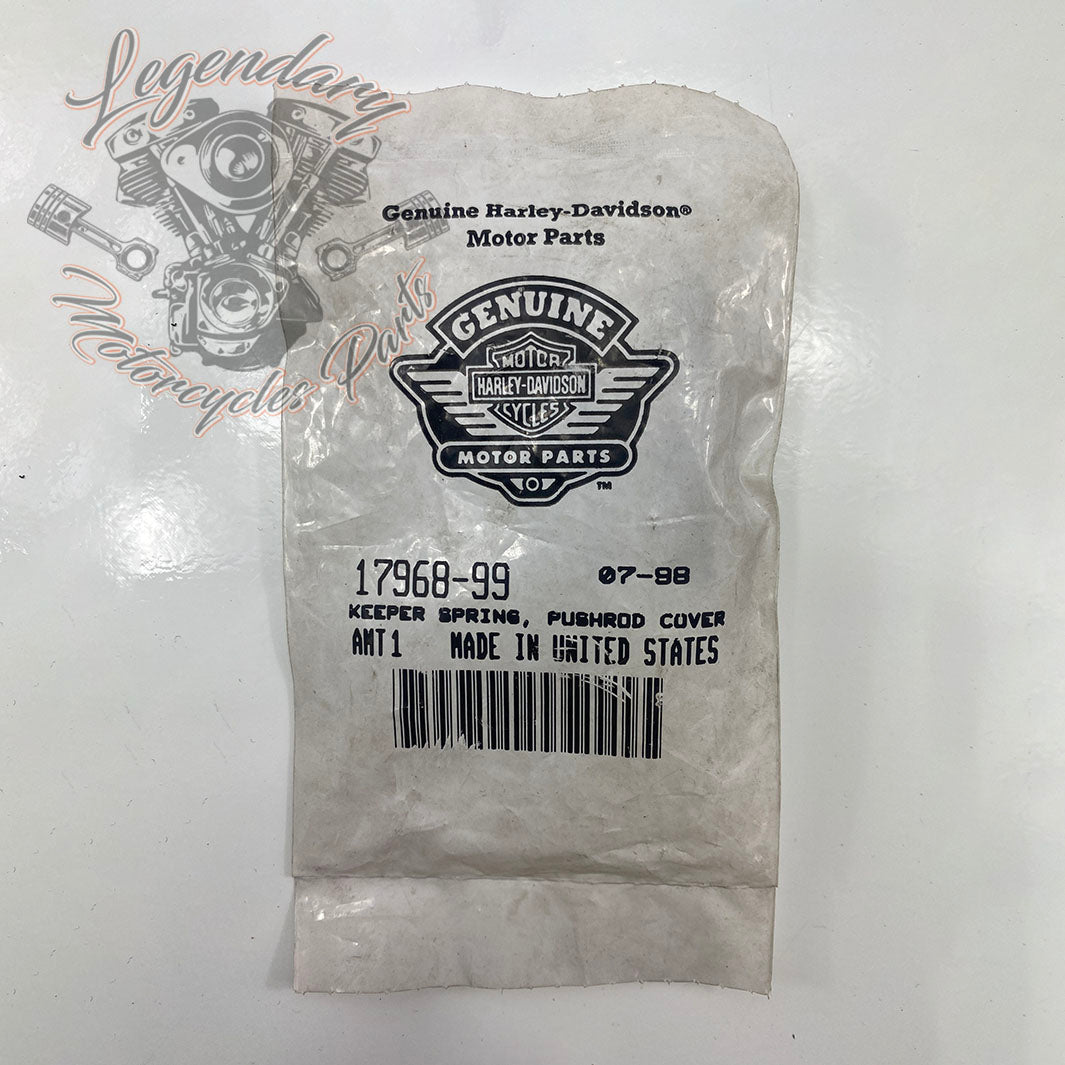 Legendary
Motorcycles Parts
Genuine Harley-Davidson®
Motor Parts
GENUINE
MOTOR
HARLEY-DAVIDSON
CYCLES
MOTOR PARTS
TM
17968-99 07-98
KEEPER SPRING, PUSHROD COVER
AMT1 MADE IN UNITED STATES